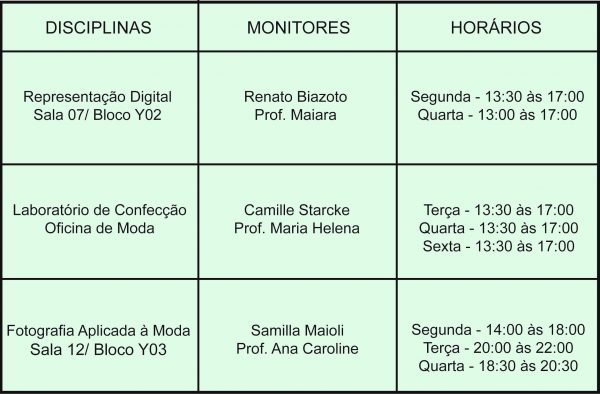 DISCIPLINAS MONITORES HORÁRIOS
Representação Digital
Sala 07/ Bloco Y02
Renato Biazoto
Prof. Maiara
Segunda - 13:30 às 17:00
Quarta - 13:00 às 17:00
Laboratório de Confecção
Oficina de Moda
Camille Starcke
Prof. Maria Helena
Terça - 13:30 às 17:00
Quarta - 13:30 às 17:00
Sexta - 13:30 às 17:00
Fotografia Aplicada à Moda
Sala 12/ Bloco Y03
Samilla Maioli
Prof. Ana Caroline
Segunda - 14:00 às 18:00
Terça - 20:00 às 22:00
Quarta - 18:30 às 20:30